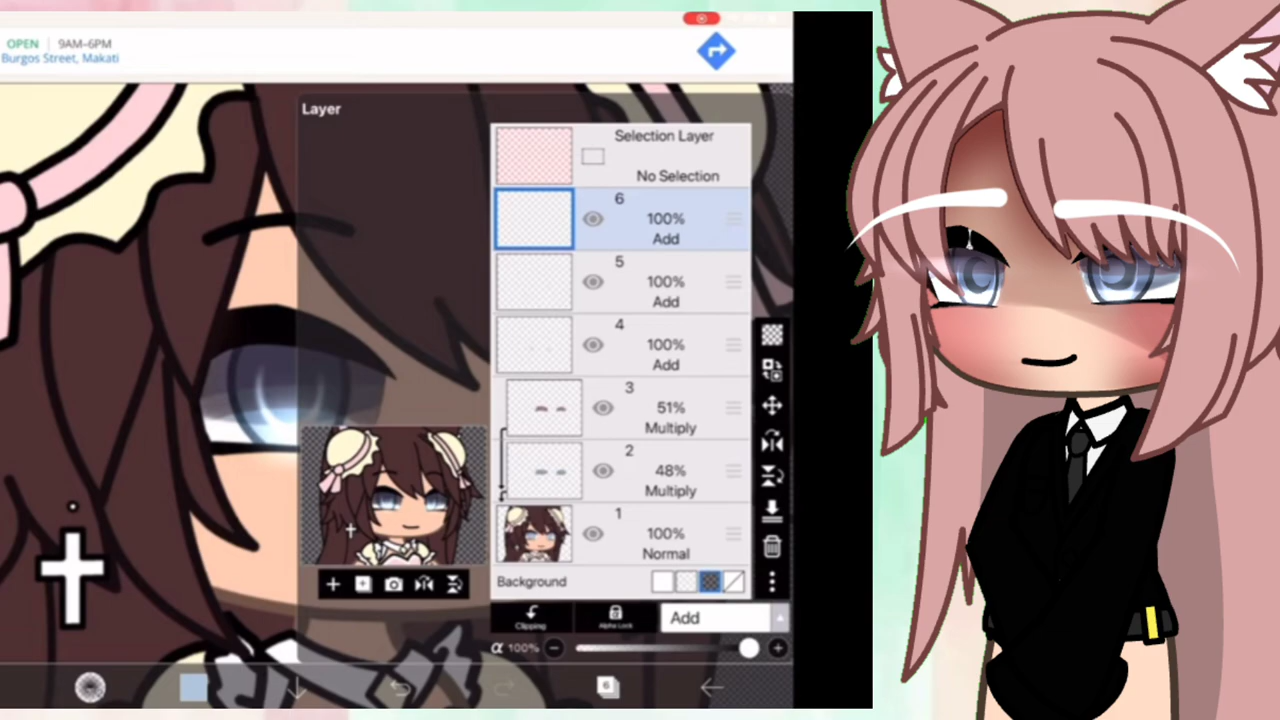 OPEN | 9AM–6PM
Burgos Street, Makati
Layer
Selection Layer
No Selection
6
100%
Add
5
100%
Add
4
100%
Add
3
51%
Multiply
2
48%
Multiply
1
100%
Normal
Background
Clipping
Alpha Lock
Add
α 100%
6